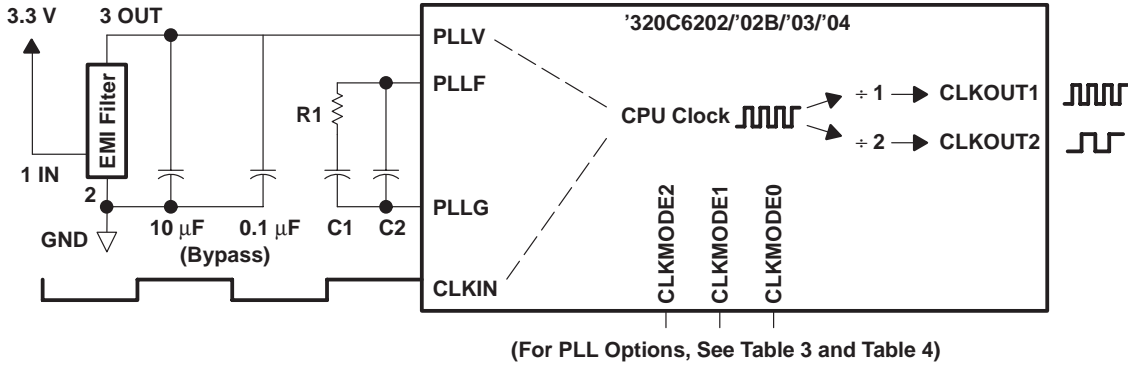 3.3 V
3 OUT
'320C6202/'02B/'03/'04
PLLV
PLLF
EMI Filter
R1
÷ 1
CLKOUT1
CPU Clock
÷ 2
CLKOUT2
1 IN
2
PLLG
GND
10 μF
0.1 μF
C1
C2
(Bypass)
CLKIN
CLKMODE2
CLKMODE1
CLKMODE0
(For PLL Options, See Table 3 and Table 4)